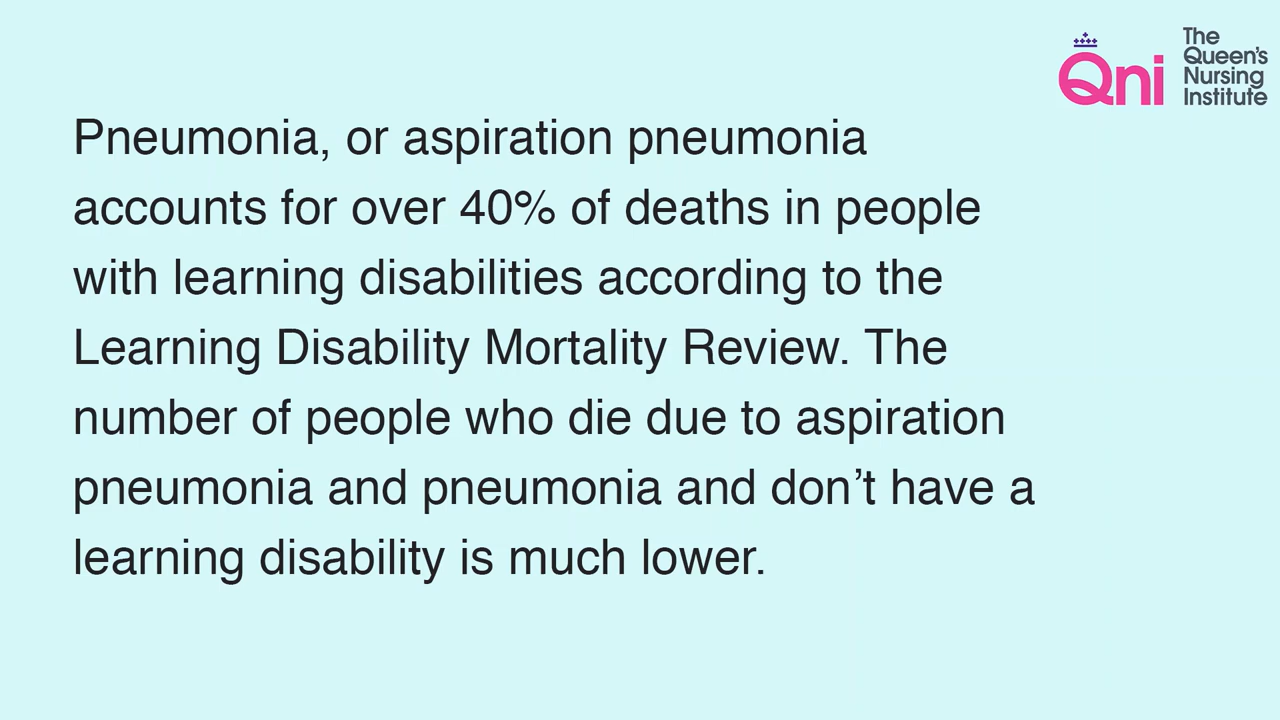 Qni
The
Queen's
Nursing
Institute
Pneumonia, or aspiration pneumonia
accounts for over 40% of deaths in people
with learning disabilities according to the
Learning Disability Mortality Review. The
number of people who die due to aspiration
pneumonia and pneumonia and don’t have a
learning disability is much lower.